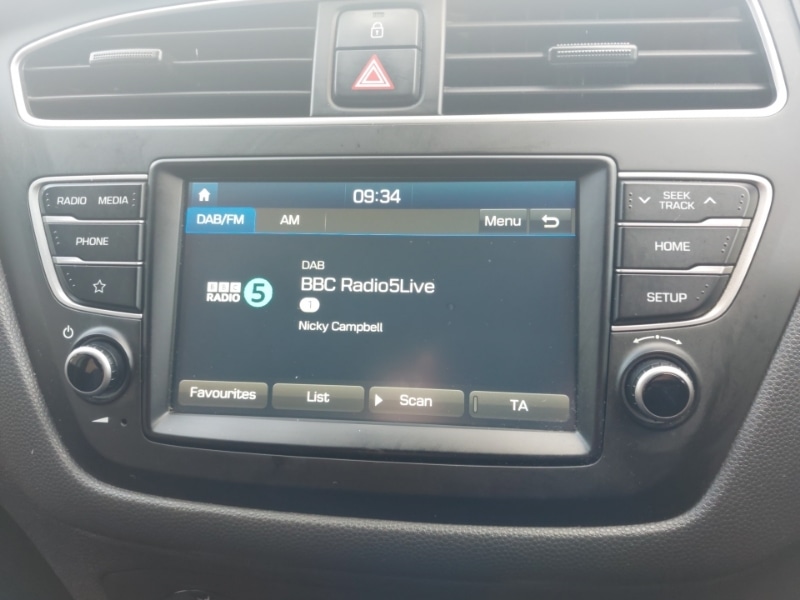 RADIO MEDIA
PHONE
09:34
DAB/FM AM Menu
DAB
BBC Radio5Live
1
Nicky Campbell
BBC
RADIO 5
Favourites List Scan TA
SEEK
TRACK
HOME
SETUP